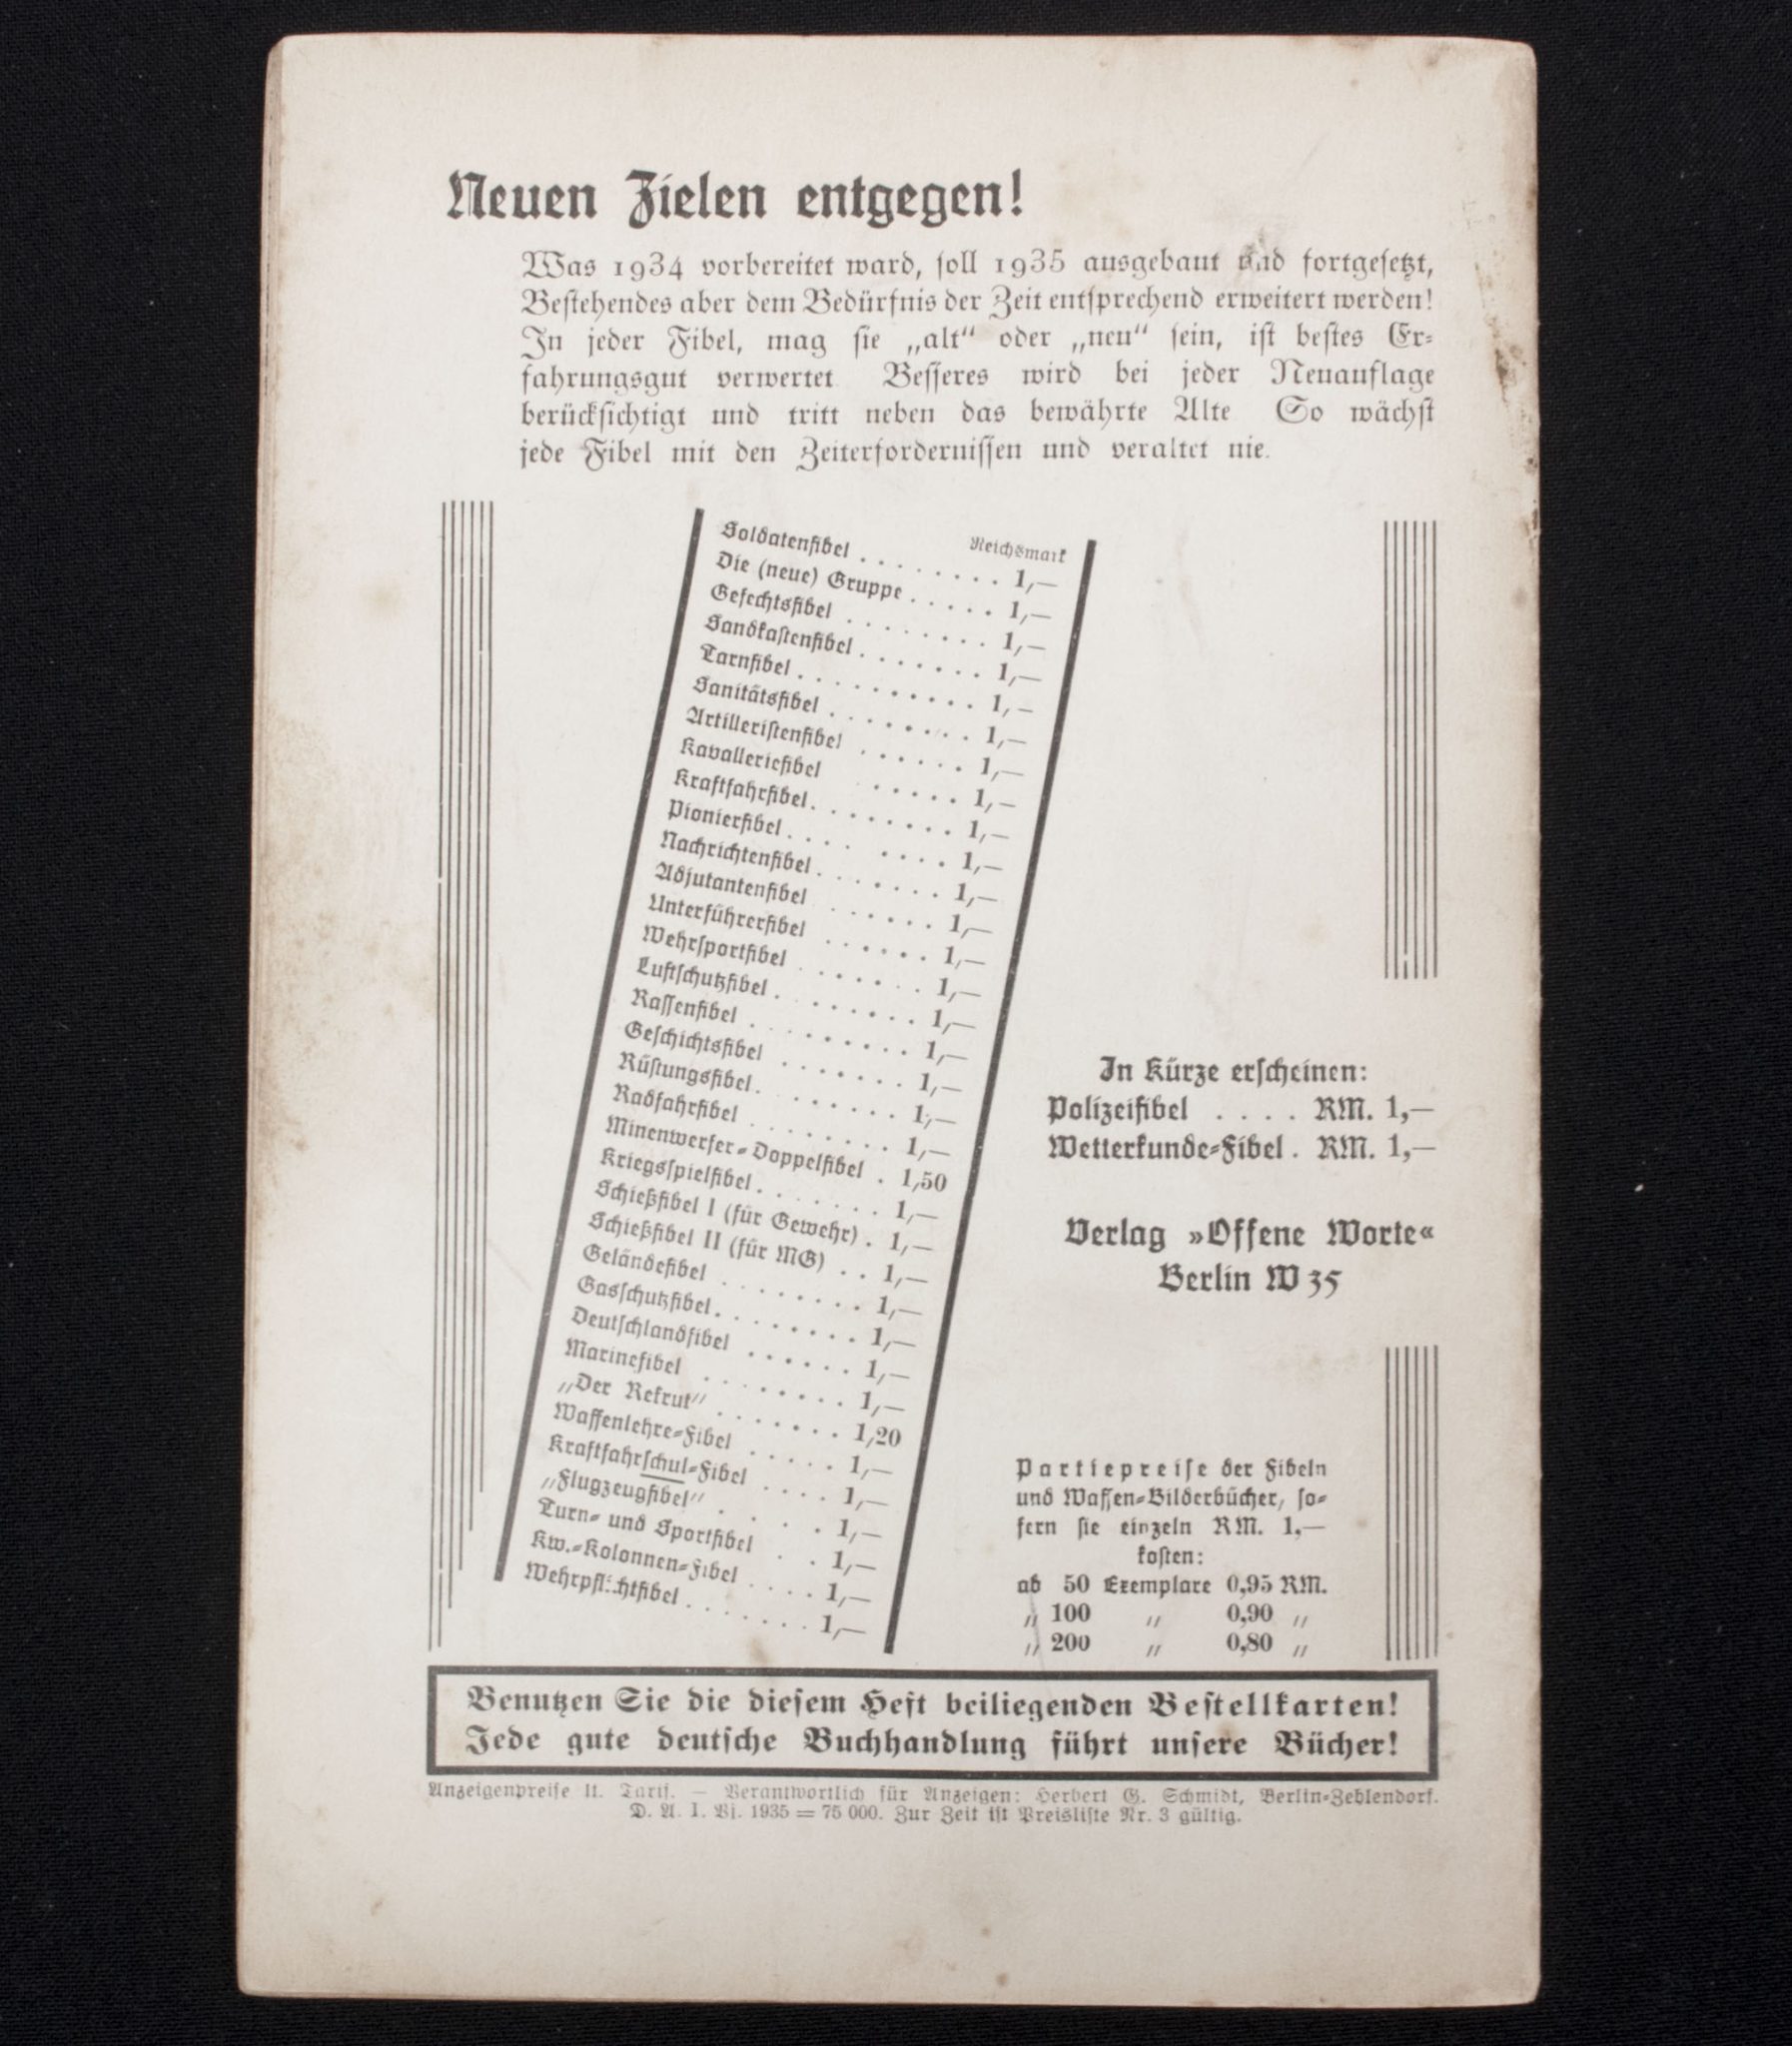 Neuen Zielen entgegen!
Was 1934 vorbereitet ward, soll 1935 ausgebaut und fortgesetzt,
Bestehendes aber dem Bedürfnis der Zeit entsprechend erweitert werden!
In jeder Fibel, mag sie „alt“ oder „neu“ sein, ist bestes Er-
fahrungsgut verwertet Besseres wird bei jeder Neuauflage
berücksichtigt und tritt neben das bewährte Alte So wächst
jede Fibel mit den Zeiterfordernissen und veraltet nie.
Reichsmark
Soldatenfibel . . . . . . . . 1,—
Die (neue) Gruppe . . . . . 1,—
Gefechtsfibel . . . . . . . . 1,—
Sandkastenfibel . . . . . . . 1,—
Tarnfibel . . . . . . . . . . 1,—
Sanitätsfibel . . . . . . . . 1,—
Artilleristenfibel . . . . . . 1,—
Kavalleriefibel . . . . . 1,—
Kraftfahrfibel . . . . . . . . 1,—
Pionierfibel . . . . . . . . 1,—
Nachrichtenfibel . . . . . . . 1,—
Adjutantenfibel . . . . . . 1,—
Unterführerfibel . . . . . . 1,—
Wehrsportfibel . . . . . . . 1,—
Luftschutzfibel . . . . . . . . 1,—
Rassenfibel . . . . . . . . . 1,—
Geschichtsfibel . . . . . . . 1,—
Rüstungsfibel . . . . . . . . 1,—
Radfahrfibel . . . . . . . . 1,—
Minenwerfer-Doppelfibel . 1,50
Kriegsspielfibel . . . . . . . 1,—
Schießfibel I (für Gewehr) . 1,—
Schießfibel II (für MG) . . 1,—
Geländefibel . . . . . . . . 1,—
Gasschutzfibel . . . . . . . . 1,—
Deutschlandfibel . . . . . . 1,—
Marinefibel . . . . . . . . 1,—
„Der Rekrut“ . . . . . . . 1,20
Waffenlehre-Fibel . . . . . 1,—
Kraftfahrschul-Fibel . . . . 1,—
„Flugzeugfibel“ . . . . 1,—
Turn- und Sportfibel . . 1,—
Kw.-Kolonnen-Fibel . . . . 1,—
Wehrpflichtfibel . . . . . . . 1,—
In Kürze erscheinen:
Polizeifibel . . . . RM. 1,—
Wetterkunde-Fibel . RM. 1,—
Verlag »Offene Worte«
Berlin W 35
Partiepreise der Fibeln
und Waffen-Bilderbücher, so-
fern sie einzeln RM. 1,—
kosten:
ab 50 Exemplare 0,95 RM.
„ 100 „ 0,90 „
„ 200 „ 0,80 „
Benutzen Sie die diesem Heft beiliegenden Bestellkarten!
Jede gute deutsche Buchhandlung führt unsere Bücher!
Anzeigenpreise lt. Tarif. — Verantwortlich für Anzeigen: Herbert G. Schmidt, Berlin-Zehlendorf.
D. A. I. Vj. 1935 = 75 000. Zur Zeit ist Preisliste Nr. 3 gültig.